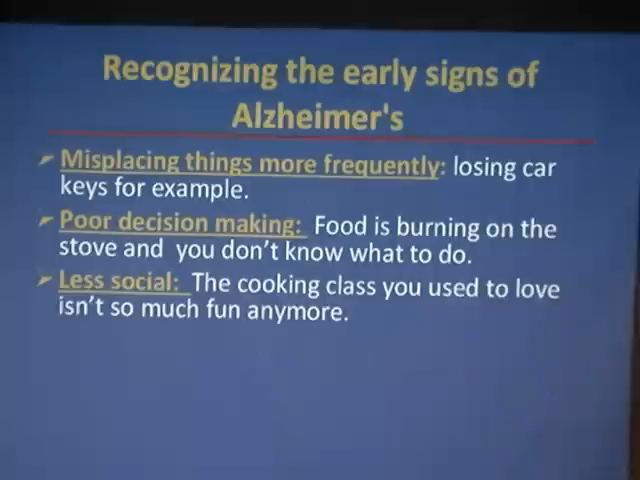 Recognizing the early signs of
Alzheimer's
Misplacing things more frequently: losing car
keys for example.
Poor decision making: Food is burning on the
stove and you don't know what to do.
Less social: The cooking class you used to love
isn't so much fun anymore.